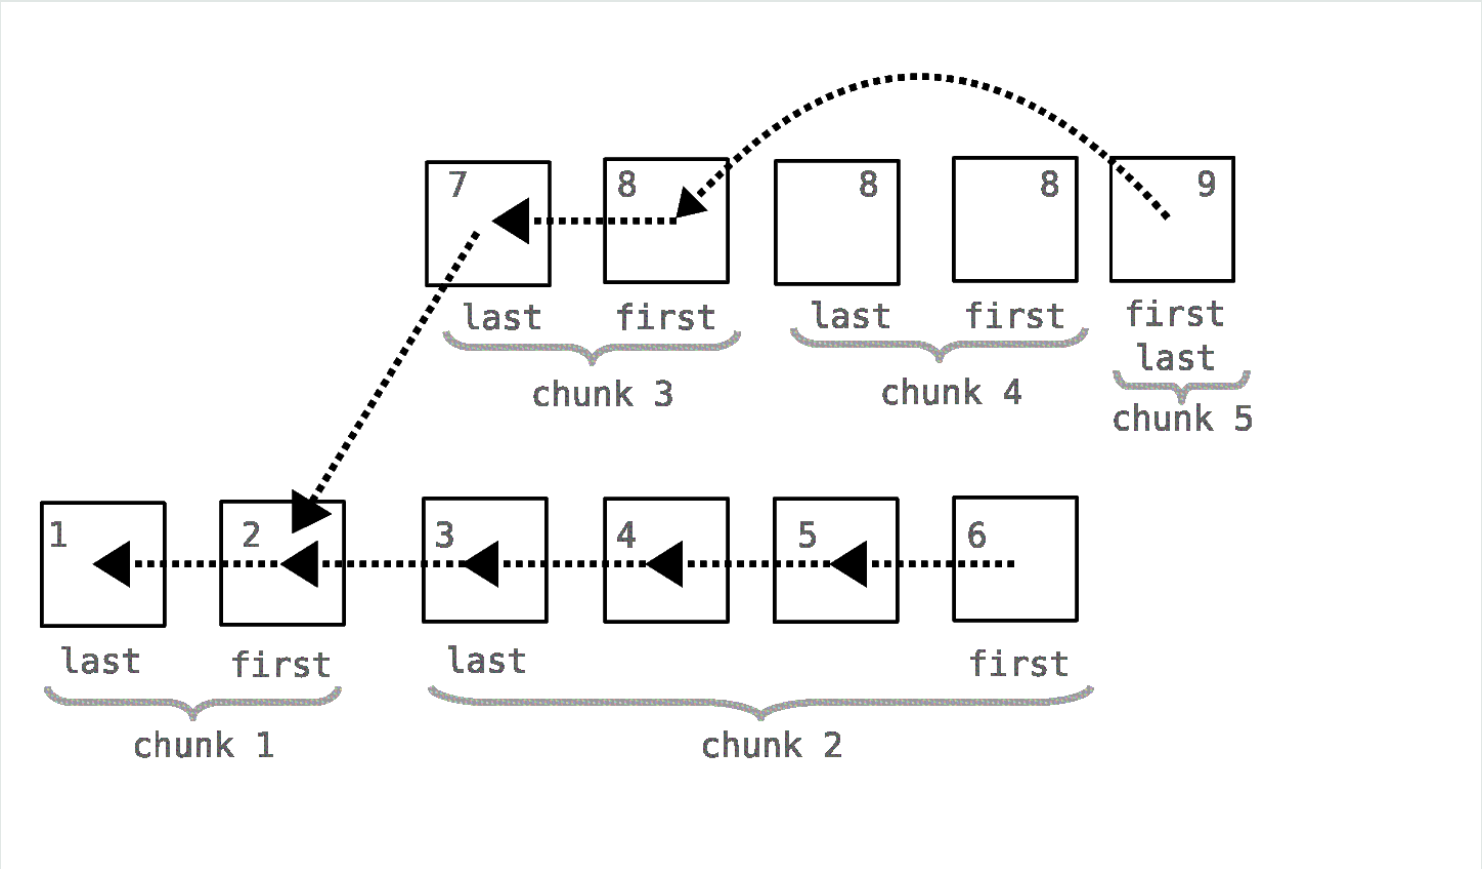 7 8 8 8 9
last first last first first
last
chunk 3 chunk 4 chunk 5
1 2 3 4 5 6
last first last first
chunk 1 chunk 2